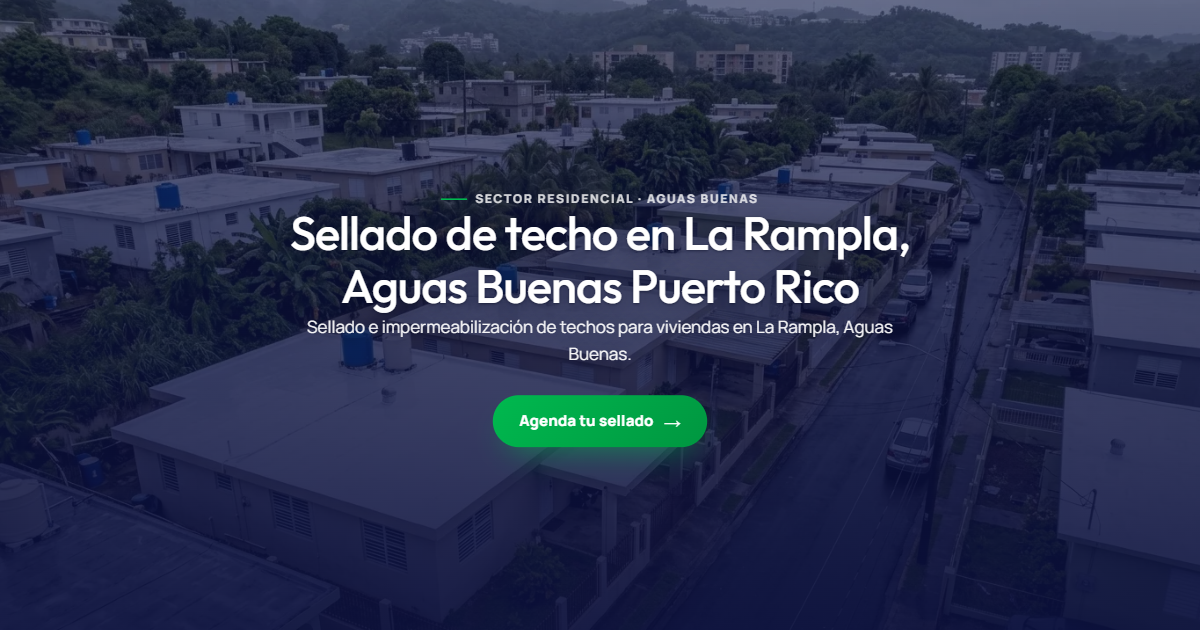 SECTOR RESIDENCIAL · AGUAS BUENAS
Sellado de techo en La Rampla,
Aguas Buenas Puerto Rico
Sellado e impermeabilización de techos para viviendas en La Rampla, Aguas
Buenas.
Agenda tu sellado →